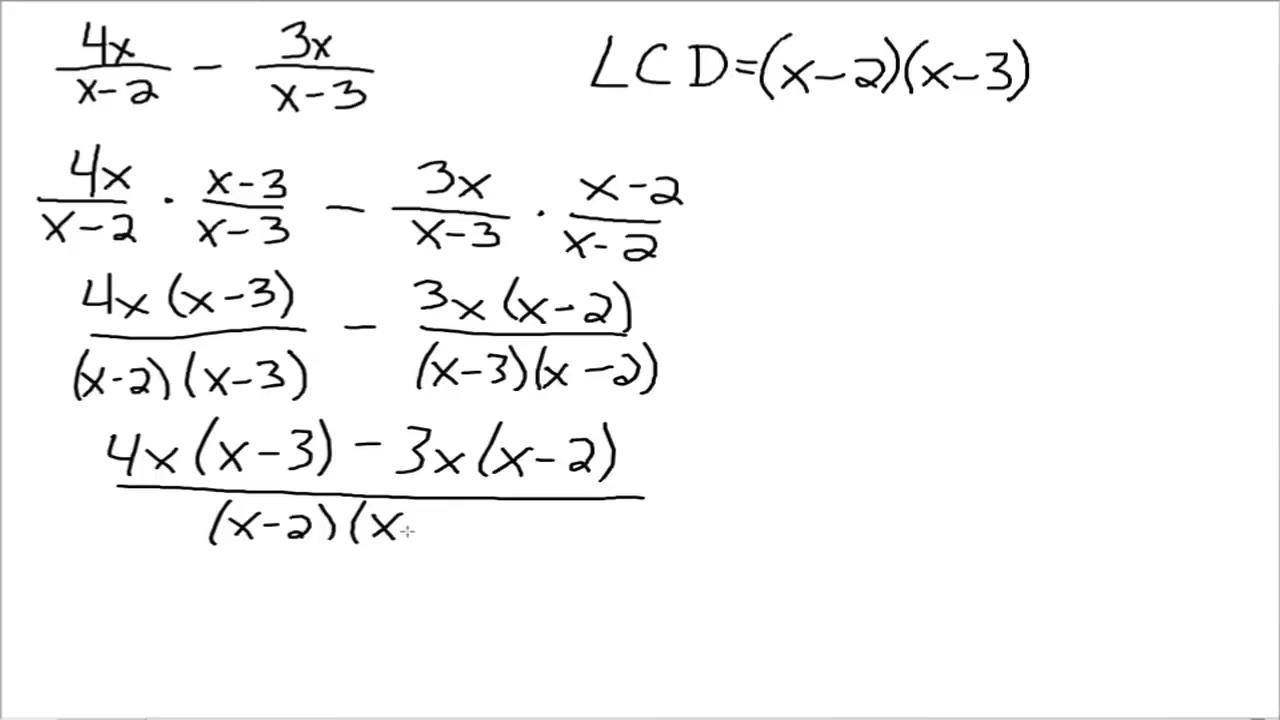 4x/(x-2) - 3x/(x-3) LCD=(x-2)(x-3)
4x/(x-2) · (x-3)/(x-3) - 3x/(x-3) · (x-2)/(x-2)
4x(x-3)/((x-2)(x-3)) - 3x(x-2)/((x-3)(x-2))
4x(x-3) - 3x(x-2)
(x-2)(x